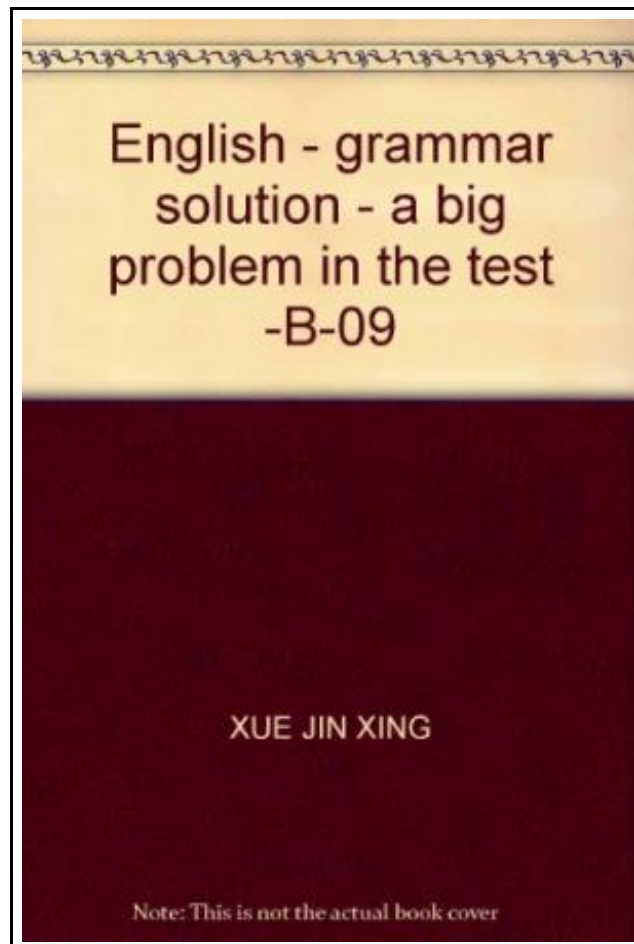 English - grammar
solution - a big
problem in the test
-B-09
XUE JIN XING
Note: This is not the actual book cover